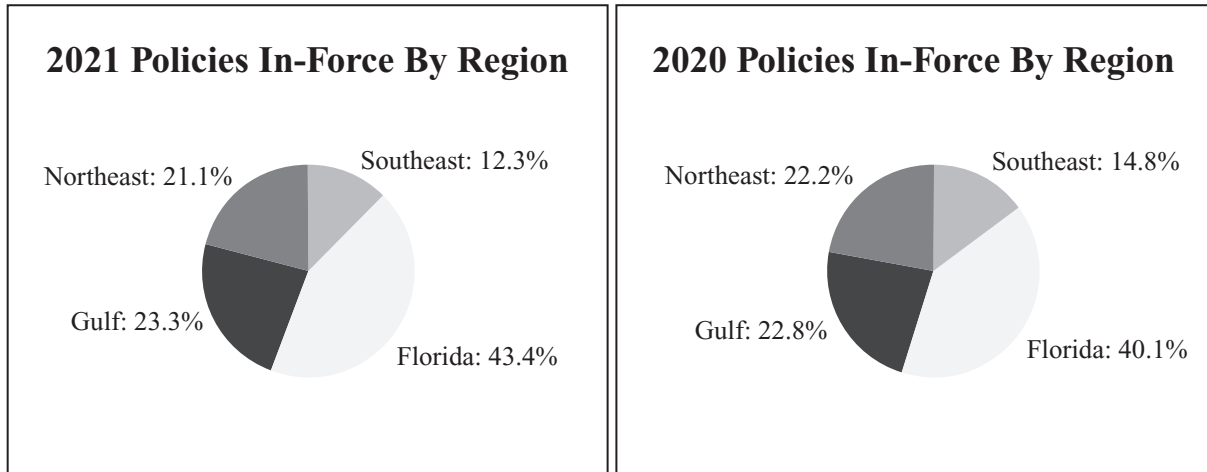 2021 Policies In-Force By Region
Northeast: 21.1%
Southeast: 12.3%
Gulf: 23.3%
Florida: 43.4%
2020 Policies In-Force By Region
Northeast: 22.2%
Southeast: 14.8%
Gulf: 22.8%
Florida: 40.1%